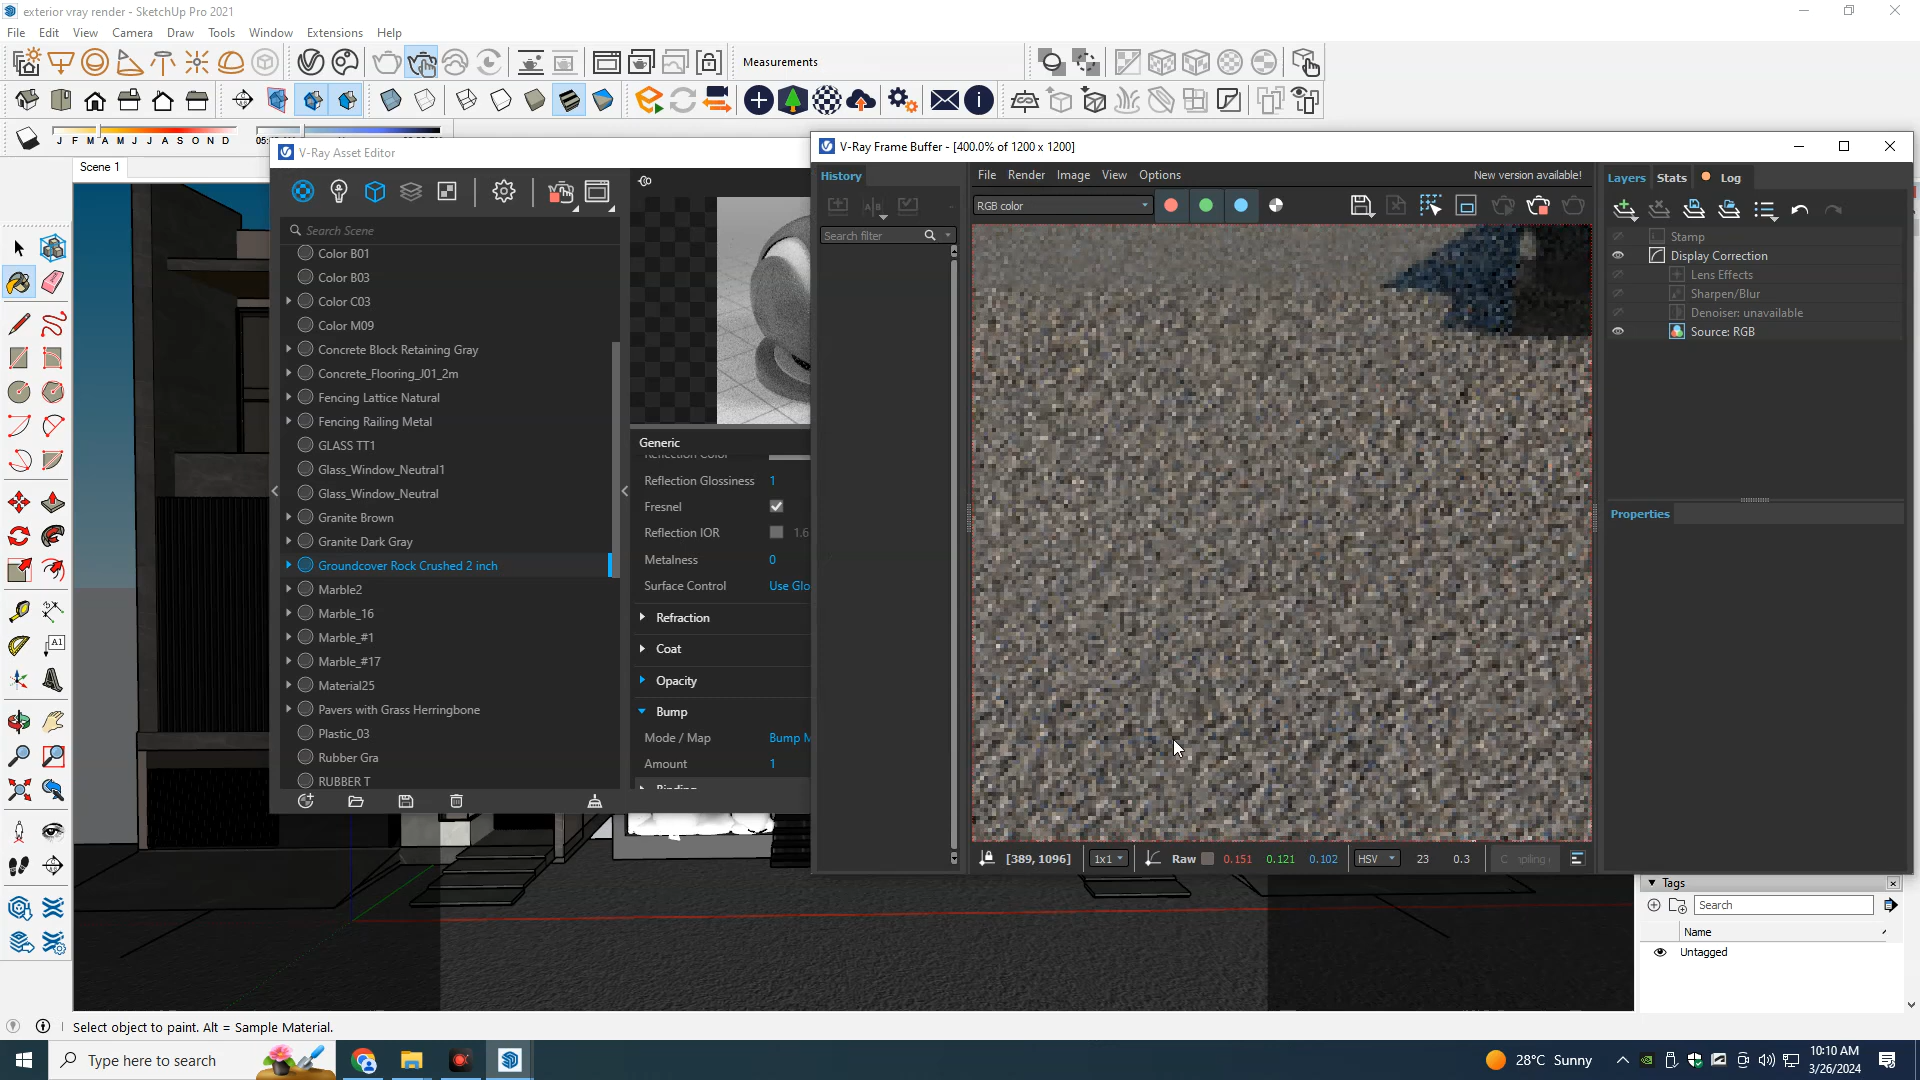 exterior vray render - SketchUp Pro 2021
File Edit View Camera Draw Tools Window Extensions Help
Measurements
J F M A M J J A S O N D
Scene 1
V-Ray Asset Editor
Search Scene
Color B01
Color B03
Color C03
Color M09
Concrete Block Retaining Gray
Concrete_Flooring_J01_2m
Fencing Lattice Natural
Fencing Railing Metal
GLASS TT1
Glass_Window_Neutral1
Glass_Window_Neutral
Granite Brown
Granite Dark Gray
Groundcover Rock Crushed 2 inch
Marble2
Marble_16
Marble_#1
Marble_#17
Material25
Pavers with Grass Herringbone
Plastic_03
Rubber Gra
RUBBER T
Generic
Reflection Color
Reflection Glossiness 1
Fresnel
Reflection IOR 1.6
Metalness 0
Surface Control Use Glo
Refraction
Coat
Opacity
Bump
Mode / Map Bump M
Amount 1
V-Ray Frame Buffer - [400.0% of 1200 x 1200]
History
Search filter
File Render Image View Options New version available!
RGB color
[389, 1096] 1x1 Raw 0.151 0.121 0.102 HSV 23 0.3
Layers Stats Log
Stamp
Display Correction
Lens Effects
Sharpen/Blur
Denoiser: unavailable
Source: RGB
Properties
Tags
Search
Name
Untagged
A1
Select object to paint. Alt = Sample Material.
Type here to search
28°C Sunny
10:10 AM
3/26/2024